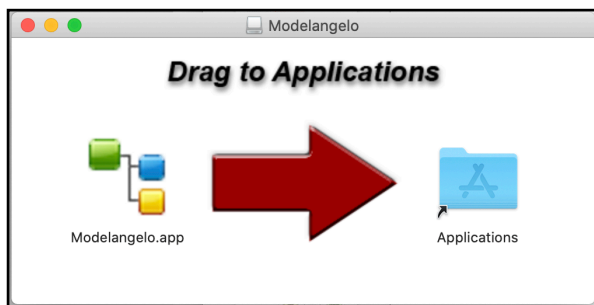 Modelangelo
Drag to Applications
Modelangelo.app
Applications